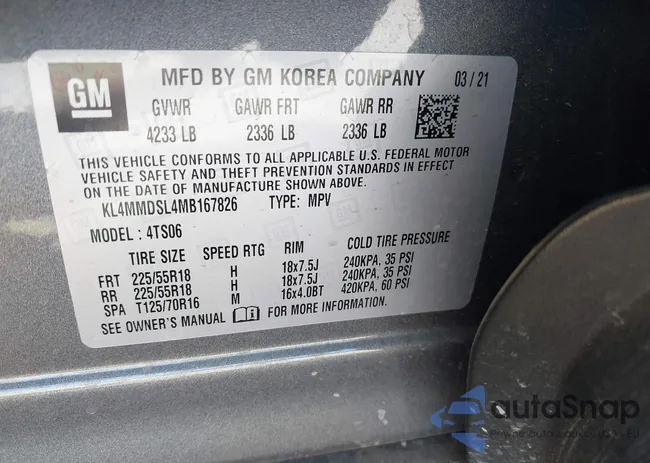 GM
MFD BY GM KOREA COMPANY 03/21
GVWR GAWR FRT GAWR RR
4233 LB 2336 LB 2336 LB
THIS VEHICLE CONFORMS TO ALL APPLICABLE U.S. FEDERAL MOTOR
VEHICLE SAFETY AND THEFT PREVENTION STANDARDS IN EFFECT
ON THE DATE OF MANUFACTURE SHOWN ABOVE.
KL4MMDSL4MB167826 TYPE: MPV
MODEL: 4TS06
TIRE SIZE SPEED RTG RIM COLD TIRE PRESSURE
FRT 225/55R18 H 18x7.5J 240KPA, 35 PSI
RR 225/55R18 H 18x7.5J 240KPA, 35 PSI
SPA T125/70R16 M 16x4.0BT 420KPA, 60 PSI
SEE OWNER'S MANUAL FOR MORE INFORMATION.
autoSnap